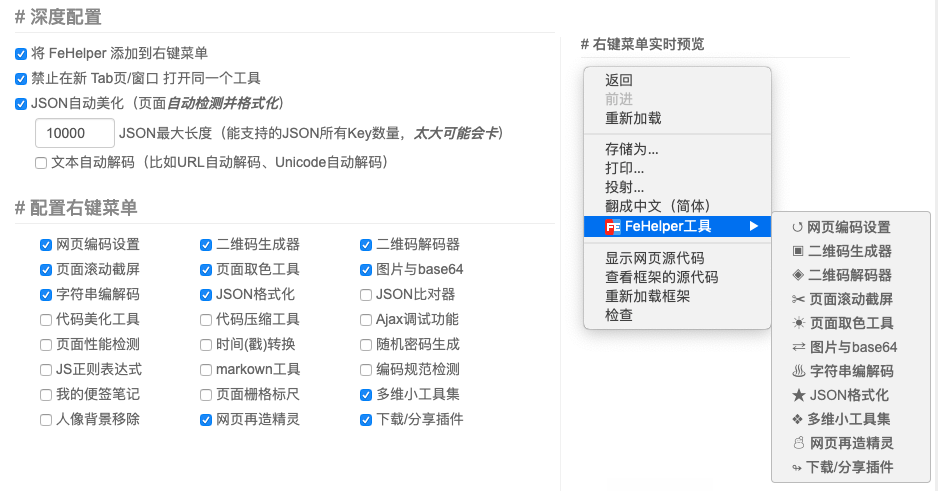 # 深度配置
将 FeHelper 添加到右键菜单
禁止在新 Tab页/窗口 打开同一个工具
JSON自动美化（页面自动检测并格式化）
10000 JSON最大长度（能支持的JSON所有Key数量，太大可能会卡）
文本自动解码（比如URL自动解码、Unicode自动解码）
# 配置右键菜单
网页编码设置 二维码生成器 二维码解码器
页面滚动截屏 页面取色工具 图片与base64
字符串编解码 JSON格式化 JSON比对器
代码美化工具 代码压缩工具 Ajax调试功能
页面性能检测 时间(戳)转换 随机密码生成
JS正则表达式 markown工具 编码规范检测
我的便签笔记 页面栅格标尺 多维小工具集
人像背景移除 网页再造精灵 下载/分享插件
# 右键菜单实时预览
返回
前进
重新加载
存储为...
打印...
投射...
翻成中文（简体）
FE FeHelper工具
显示网页源代码
查看框架的源代码
重新加载框架
检查
网页编码设置
二维码生成器
二维码解码器
页面滚动截屏
页面取色工具
图片与base64
字符串编解码
JSON格式化
多维小工具集
网页再造精灵
下载/分享插件